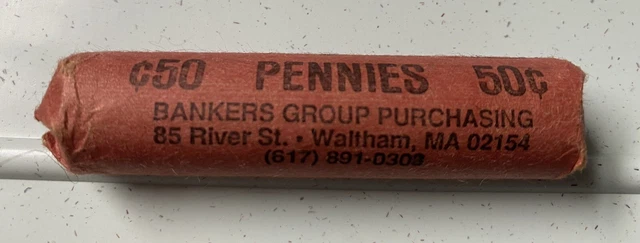 ¢50 PENNIES 50¢
BANKERS GROUP PURCHASING
85 River St. • Waltham, MA 02154
(617) 891-0309